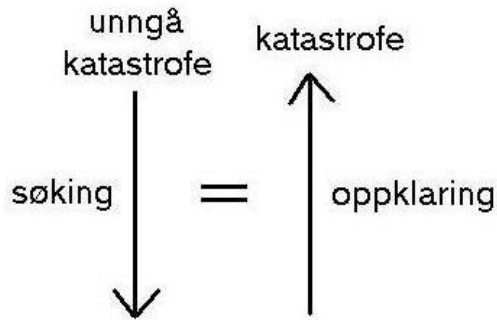 unngå
katastrofe
katastrofe
søking
=
oppklaring